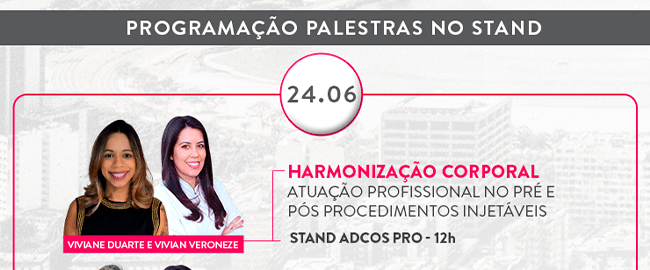 PROGRAMAÇÃO PALESTRAS NO STAND
24.06
HARMONIZAÇÃO CORPORAL
ATUAÇÃO PROFISSIONAL NO PRÉ E
PÓS PROCEDIMENTOS INJETÁVEIS
STAND ADCOS PRO - 12h
VIVIANE DUARTE E VIVIAN VERONEZE